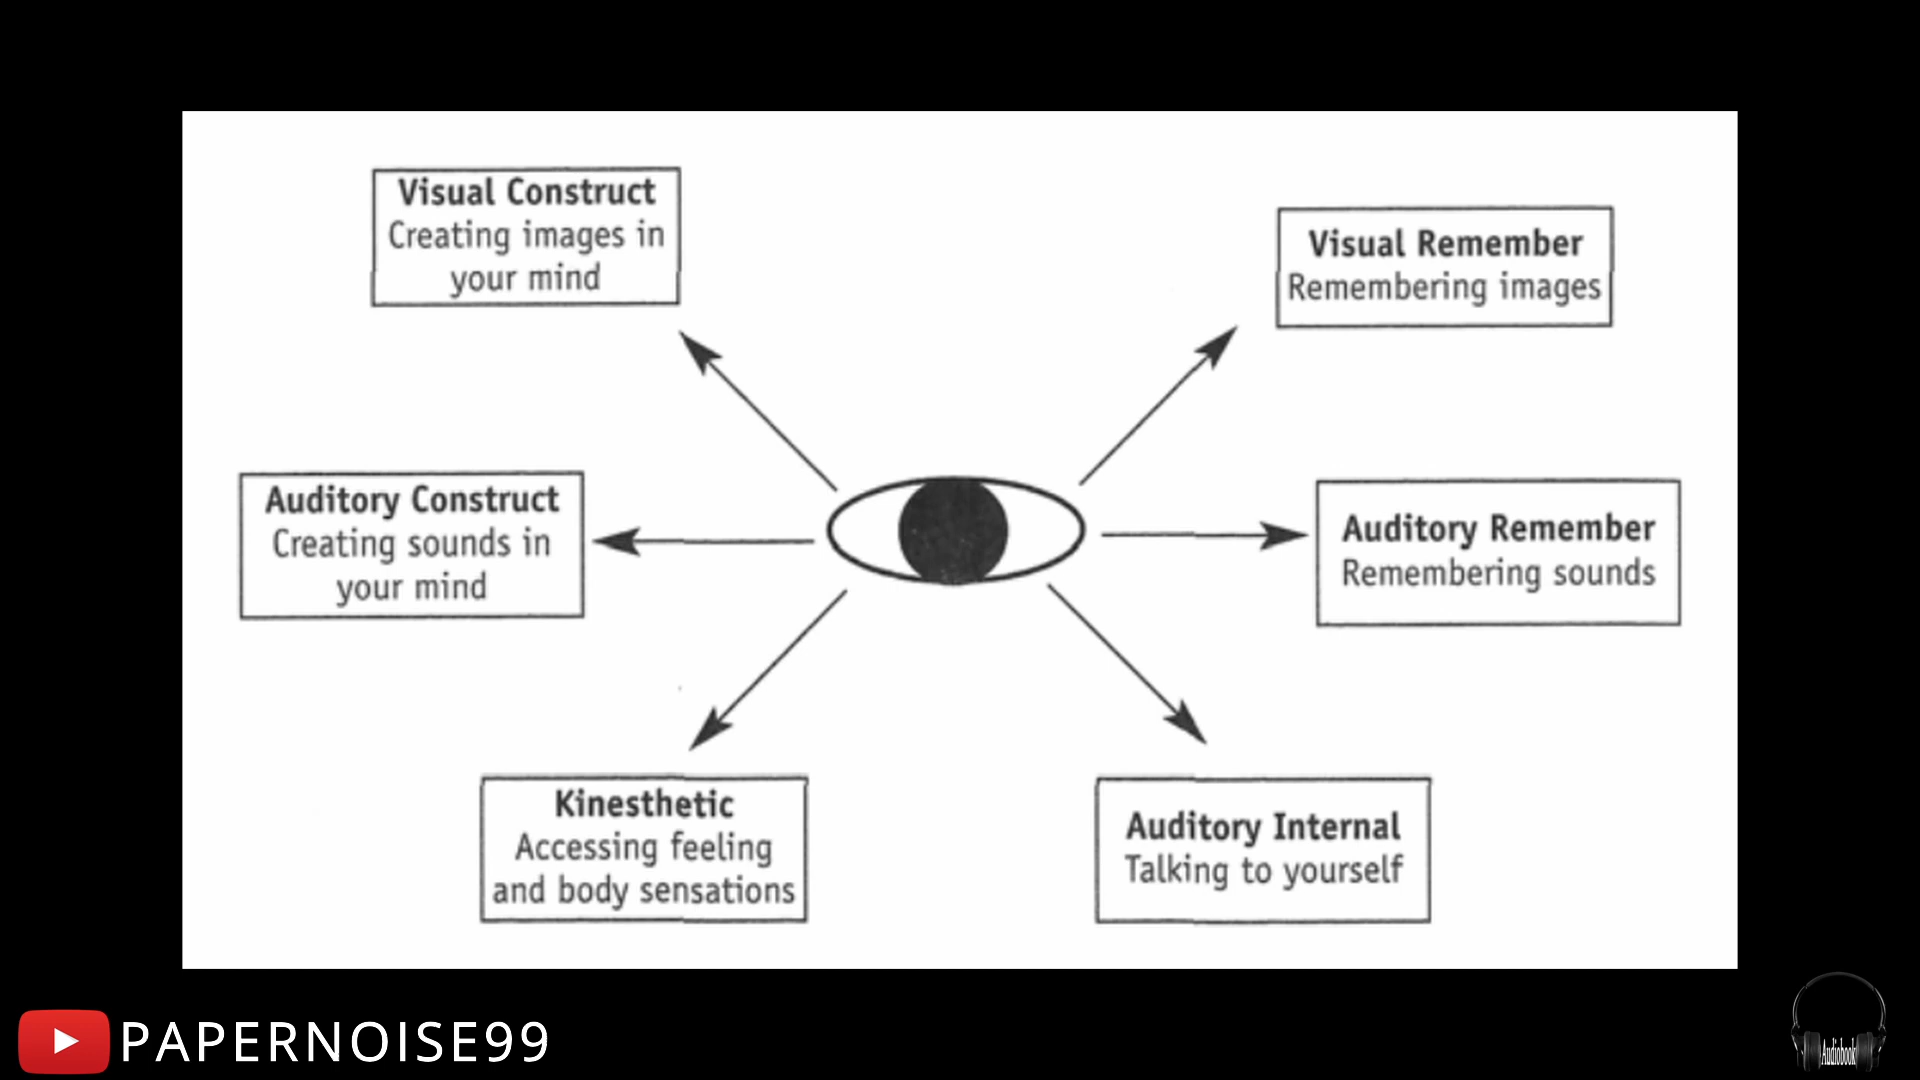 Visual Construct
Creating images in
your mind
Visual Remember
Remembering images
Auditory Construct
Creating sounds in
your mind
Auditory Remember
Remembering sounds
Kinesthetic
Accessing feeling
and body sensations
Auditory Internal
Talking to yourself
PAPERNOISE99
Audiobook